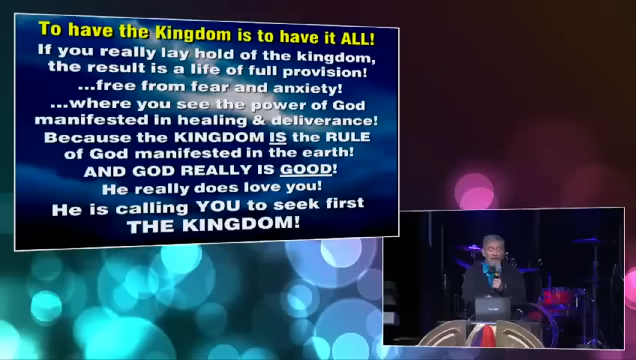 To have the Kingdom is to have it ALL!
If you really lay hold of the kingdom,
the result is a life of full provision!
...free from fear and anxiety!
...where you see the power of God
manifested in healing & deliverance!
Because the KINGDOM IS the RULE
of God manifested in the earth!
AND GOD REALLY IS GOOD!
He really does love you!
He is calling YOU to seek first
THE KINGDOM!